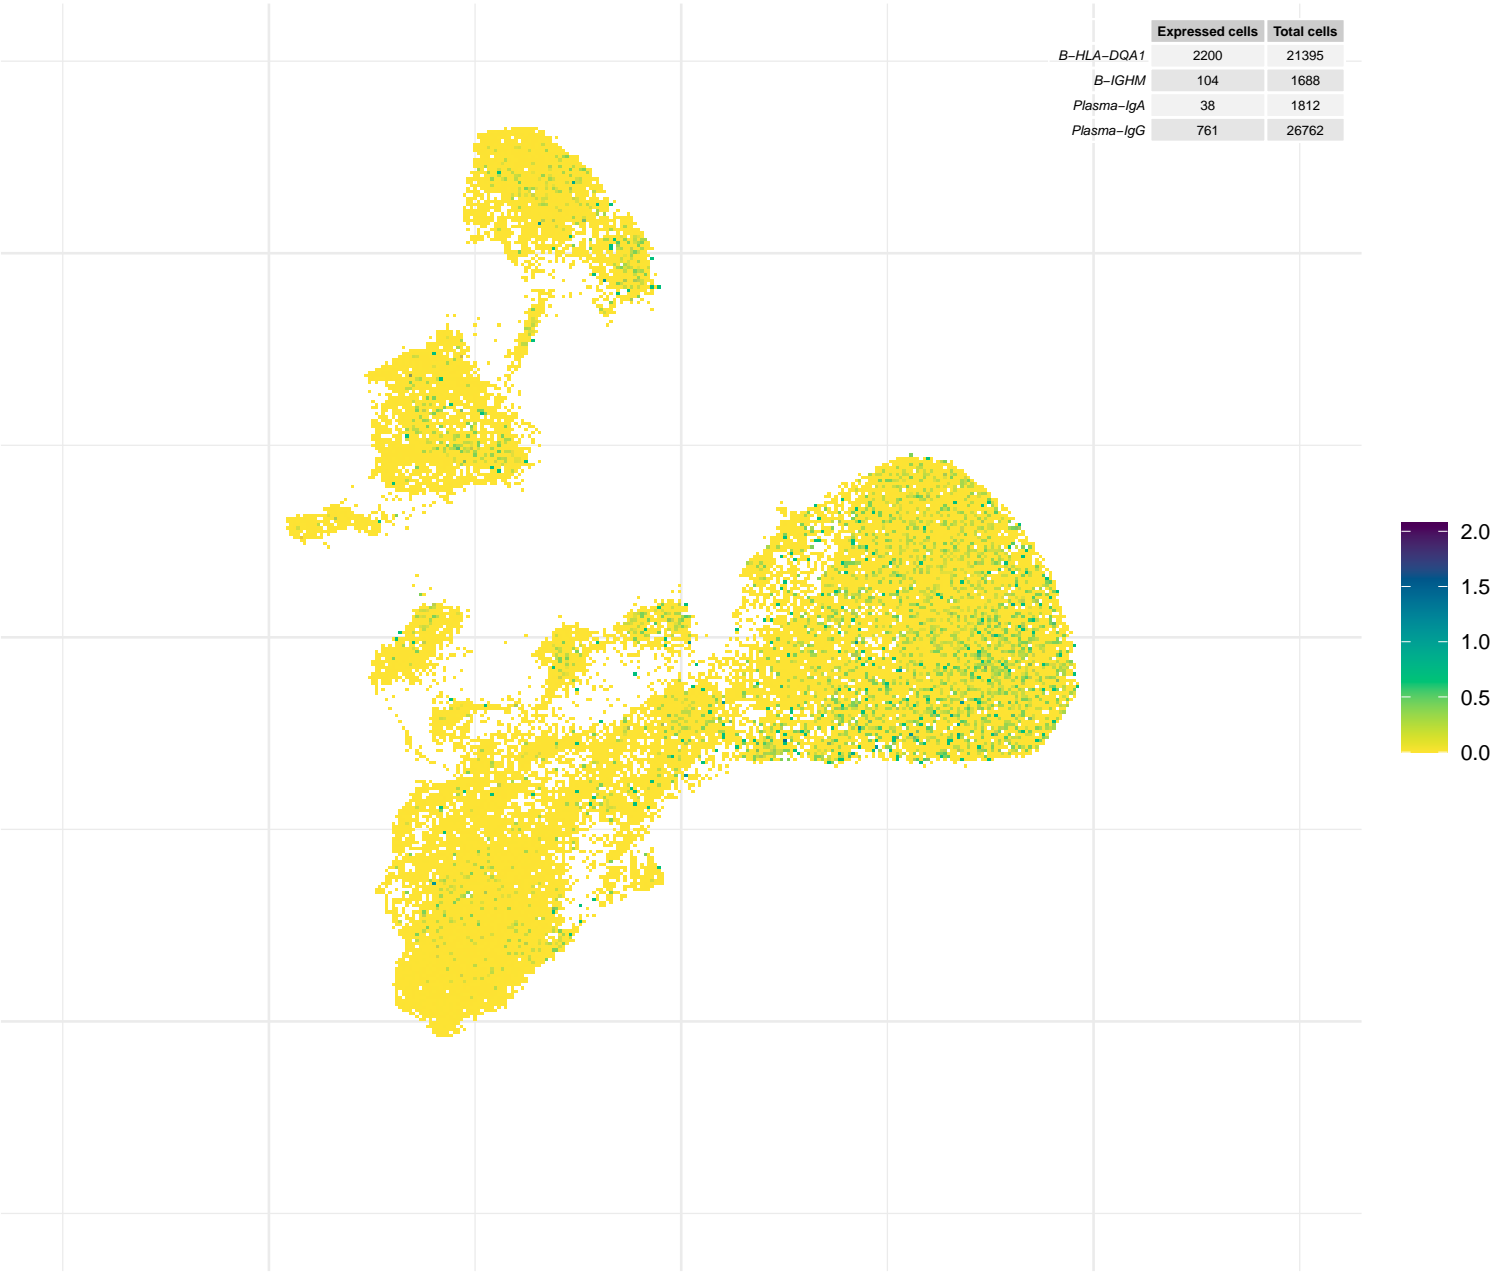 Expressed cells Total cells
B−HLA−DQA1 2200 21395
B−IGHM 104 1688
Plasma−IgA 38 1812
Plasma−IgG 761 26762
2.0
1.5
1.0
0.5
0.0